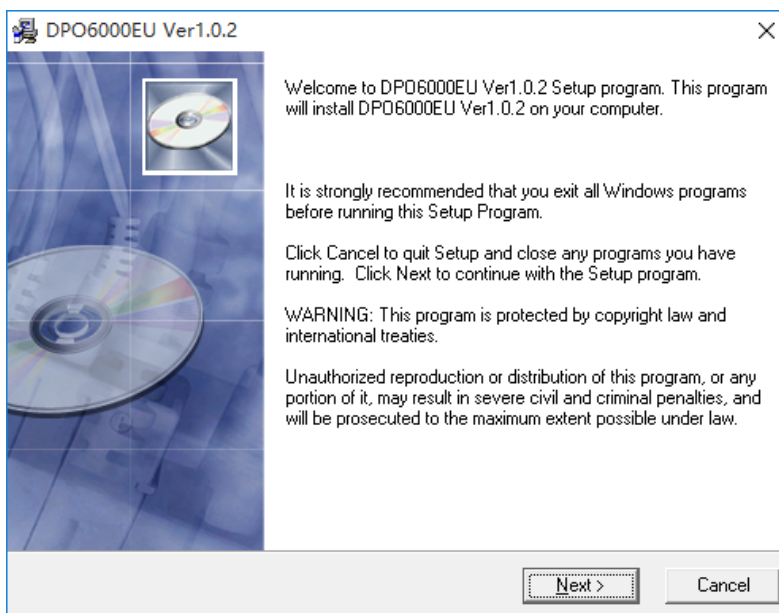 DPO6000EU Ver1.0.2
Welcome to DPO6000EU Ver1.0.2 Setup program. This program
will install DPO6000EU Ver1.0.2 on your computer.
It is strongly recommended that you exit all Windows programs
before running this Setup Program.
Click Cancel to quit Setup and close any programs you have
running. Click Next to continue with the Setup program.
WARNING: This program is protected by copyright law and
international treaties.
Unauthorized reproduction or distribution of this program, or any
portion of it, may result in severe civil and criminal penalties, and
will be prosecuted to the maximum extent possible under law.
Next >
Cancel